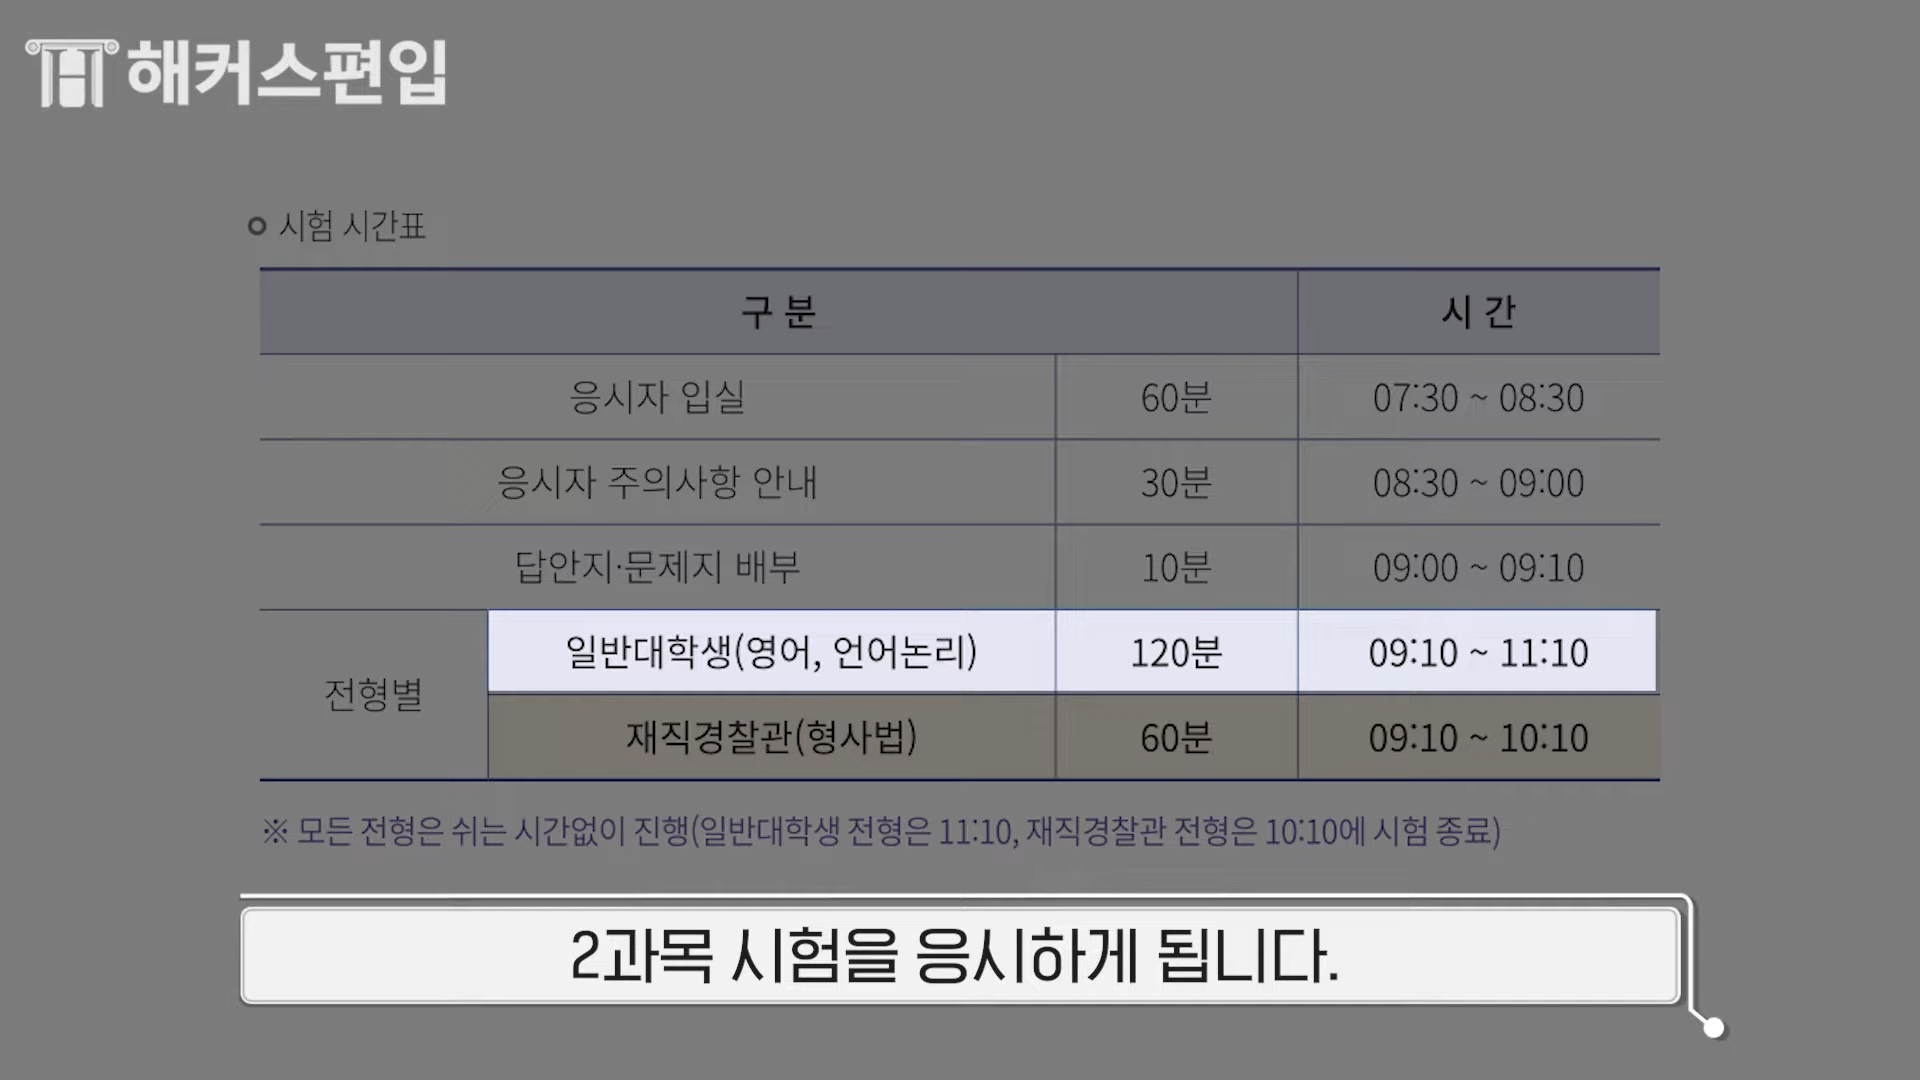 해커스편입
시험 시간표
구 분 시 간
응시자 입실 60분 07:30 ~ 08:30
응시자 주의사항 안내 30분 08:30 ~ 09:00
답안지·문제지 배부 10분 09:00 ~ 09:10
전형별
일반대학생(영어, 언어논리) 120분 09:10 ~ 11:10
재직경찰관(형사법) 60분 09:10 ~ 10:10
※ 모든 전형은 쉬는 시간없이 진행(일반대학생 전형은 11:10, 재직경찰관 전형은 10:10에 시험 종료)
2과목 시험을 응시하게 됩니다.